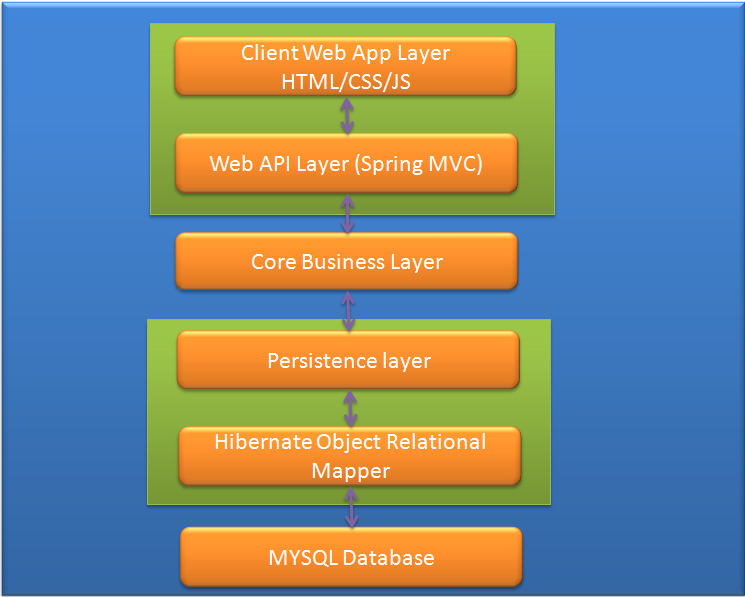 Client Web App Layer
HTML/CSS/JS
Web API Layer (Spring MVC)
Core Business Layer
Persistence layer
Hibernate Object Relational
Mapper
MYSQL Database